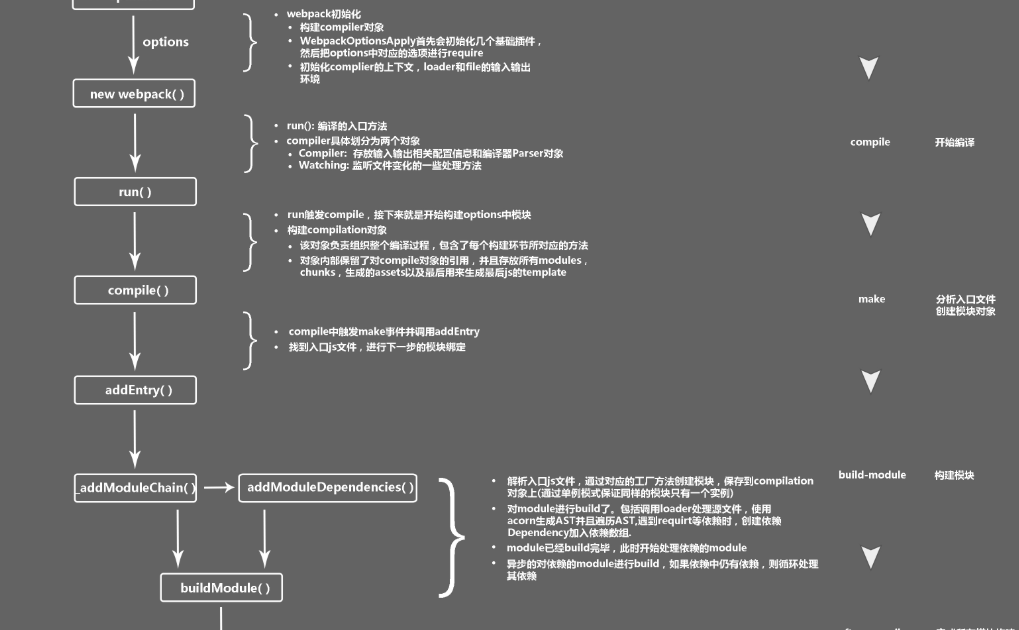 options
new webpack( )
run( )
compile( )
addEntry( )
_addModuleChain( )
addModuleDependencies( )
buildModule( )
• webpack初始化
• 构建compiler对象
• WebpackOptionsApply首先会初始化几个基础插件，
然后把options中对应的选项进行require
• 初始化complier的上下文，loader和file的输入输出
环境
• run(): 编译的入口方法
• compiler具体划分为两个对象
• Compiler: 存放输入输出相关配置信息和编译器Parser对象
• Watching: 监听文件变化的一些处理方法
• run触发compile，接下来就是开始构建options中模块
• 构建compilation对象
• 该对象负责组织整个编译过程，包含了每个构建环节所对应的方法
• 对象内部保留了对compile对象的引用，并且存放所有modules，
chunks，生成的assets以及最后用来生成最后js的template
• compile中触发make事件并调用addEntry
• 找到入口js文件，进行下一步的模块绑定
• 解析入口js文件，通过对应的工厂方法创建模块，保存到compilation
对象上(通过单例模式保证同样的模块只有一个实例)
• 对module进行build了。包括调用loader处理源文件，使用
acorn生成AST并且遍历AST,遇到requirt等依赖时，创建依赖
Dependency加入依赖数组.
• module已经build完毕，此时开始处理依赖的module
• 异步的对依赖的module进行build，如果依赖中仍有依赖，则循环处理
其依赖
compile 开始编译
make 分析入口文件
创建模块对象
build-module 构建模块